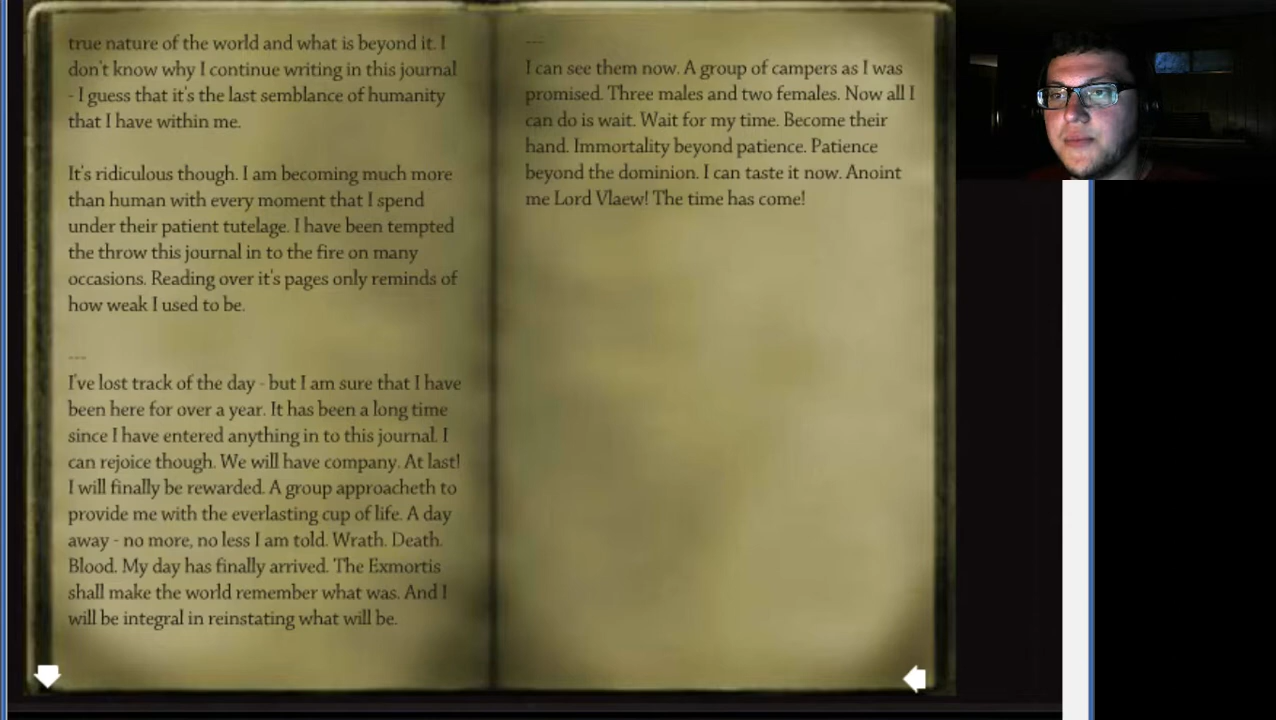 true nature of the world and what is beyond it. I
don't know why I continue writing in this journal
- I guess that it's the last semblance of humanity
that I have within me.
It's ridiculous though. I am becoming much more
than human with every moment that I spend
under their patient tutelage. I have been tempted
the throw this journal in to the fire on many
occasions. Reading over it's pages only reminds of
how weak I used to be.
---
I've lost track of the day - but I am sure that I have
been here for over a year. It has been a long time
since I have entered anything in to this journal. I
can rejoice though. We will have company. At last!
I will finally be rewarded. A group approacheth to
provide me with the everlasting cup of life. A day
away - no more, no less I am told. Wrath. Death.
Blood. My day has finally arrived. The Exmortis
shall make the world remember what was. And I
will be integral in reinstating what will be.
---
I can see them now. A group of campers as I was
promised. Three males and two females. Now all I
can do is wait. Wait for my time. Become their
hand. Immortality beyond patience. Patience
beyond the dominion. I can taste it now. Anoint
me Lord Vlaew! The time has come!